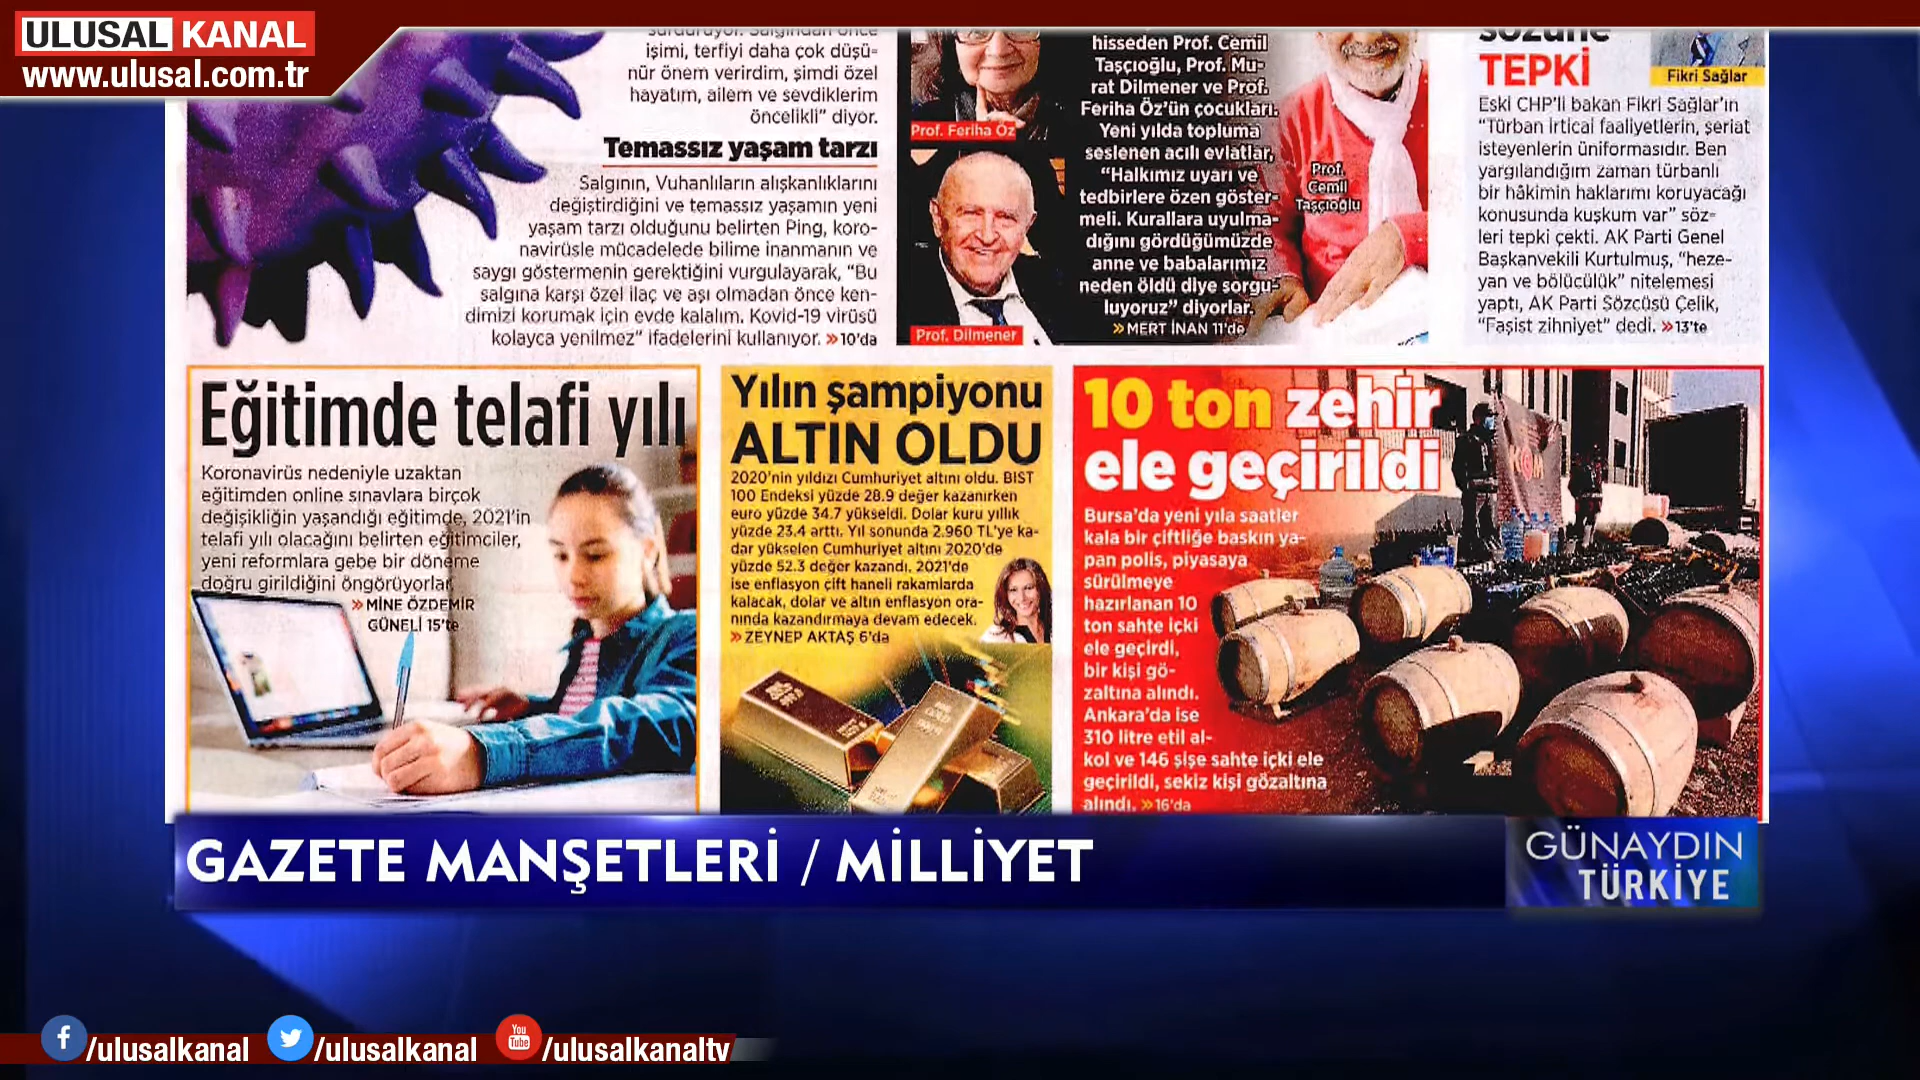 ULUSAL KANAL
www.ulusal.com.tr
işimi, terfiyi daha çok düşü-
nür önem verirdim, şimdi özel
hayatım, ailem ve sevdiklerim
öncelikli” diyor.
Temassız yaşam tarzı
Salgının, Vuhanlıların alışkanlıklarını
değiştirdiğini ve temassız yaşamın yeni
yaşam tarzı olduğunu belirten Ping, koro-
navirüsle mücadelede bilime inanmanın ve
saygı göstermenin gerektiğini vurgulayarak, “Bu
salgına karşı özel ilaç ve aşı olmadan önce ken-
dimizi korumak için evde kalalım. Kovid-19 virüsü
kolayca yenilmez” ifadelerini kullanıyor. »10’da
Prof. Feriha Öz
Prof. Dilmener
hisseden Prof. Cemil
Taşçıoğlu, Prof. Mu-
rat Dilmener ve Prof.
Feriha Öz’ün çocukları.
Yeni yılda topluma
seslenen acılı evlatlar,
“Halkımız uyarı ve
tedbirlere özen göster-
meli. Kurallara uyulma-
dığını gördüğümüzde
anne ve babalarımız
neden öldü diye sorgu-
luyoruz” diyorlar.
»MERT İNAN 11’de
Prof.
Cemil
Taşçıoğlu
sözüne
TEPKİ
Fikri Sağlar
Eski CHP’li bakan Fikri Sağlar’ın
“Türban irticai faaliyetlerin, şeriat
isteyenlerin üniformasıdır. Ben
yargılandığım zaman türbanlı
bir hâkimin haklarımı koruyacağı
konusunda kuşkum var” söz-
leri tepki çekti. AK Parti Genel
Başkanvekili Kurtulmuş, “heze-
yan ve bölücülük” nitelemesi
yaptı, AK Parti Sözcüsü Çelik,
“Faşist zihniyet” dedi. »13’te
Eğitimde telafi yılı
Koronavirüs nedeniyle uzaktan
eğitimden online sınavlara birçok
değişikliğin yaşandığı eğitimde, 2021’in
telafi yılı olacağını belirten eğitimciler,
yeni reformlara gebe bir döneme
doğru girildiğini öngörüyorlar.
»MİNE ÖZDEMİR
GÜNELİ 15’te
Yılın şampiyonu
ALTIN OLDU
2020’nin yıldızı Cumhuriyet altını oldu. BIST
100 Endeksi yüzde 28.9 değer kazanırken
euro yüzde 34.7 yükseldi. Dolar kuru yıllık
yüzde 23.4 arttı. Yıl sonunda 2.960 TL’ye ka-
dar yükselen Cumhuriyet altını 2020’de
yüzde 52.3 değer kazandı. 2021’de
ise enflasyon çift haneli rakamlarda
kalacak, dolar ve altın enflasyon ora-
nında kazandırmaya devam edecek.
»ZEYNEP AKTAŞ 6’da
10 ton zehir
ele geçirildi
Bursa’da yeni yıla saatler
kala bir çiftliğe baskın ya-
pan polis, piyasaya
sürülmeye
hazırlanan 10
ton sahte içki
ele geçirdi,
bir kişi gö-
zaltına alındı.
Ankara’da ise
310 litre etil al-
kol ve 146 şişe sahte içki ele
geçirildi, sekiz kişi gözaltına
alındı. »16’da
GAZETE MANŞETLERİ / MİLLİYET
GÜNAYDIN
TÜRKİYE
/ulusalkanal
/ulusalkanal
You
Tube
/ulusalkanaltv